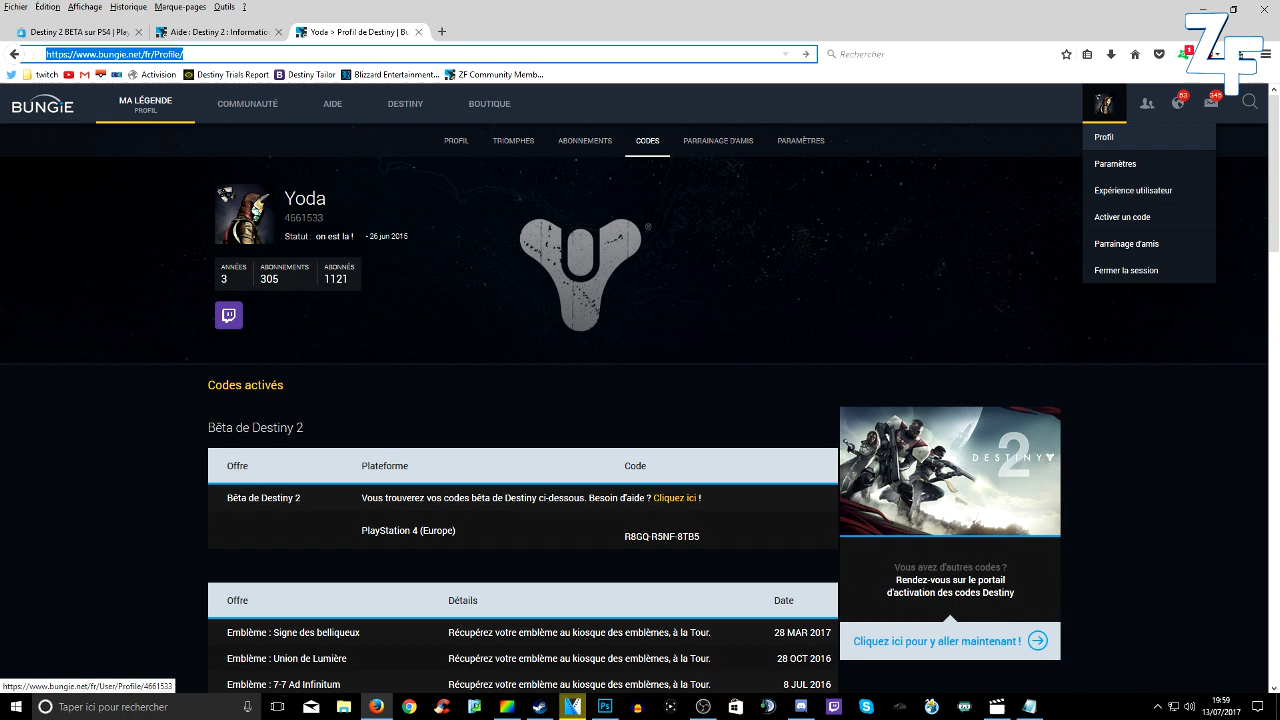 Fichier Édition Affichage Historique Marque-pages Outils ?
Destiny 2 BETA sur PS4 | Play
Aide : Destiny 2 : Information
Yoda > Profil de Destiny | Bu
https://www.bungie.net/fr/Profile/
Rechercher
1
twitch
Activision
Destiny Trials Report
Destiny Tailor
Blizzard Entertainment...
ZF Community Memb...
ZF
BUNGiE
MA LÉGENDE
PROFIL
COMMUNAUTÉ
AIDE
DESTINY
BOUTIQUE
53
345
PROFIL
TRIOMPHES
ABONNEMENTS
CODES
PARRAINAGE D'AMIS
PARAMÈTRES
Profil
Paramètres
Expérience utilisateur
Activer un code
Parrainage d'amis
Fermer la session
Yoda
4661533
Statut : on est la ! - 26 jun 2015
ANNÉES ABONNEMENTS ABONNÉS
3 305 1121
®
Codes activés
Bêta de Destiny 2
Offre Plateforme Code
Bêta de Destiny 2 Vous trouverez vos codes bêta de Destiny ci-dessous. Besoin d'aide ? Cliquez ici !
PlayStation 4 (Europe) R8GQ-R5NF-8TB5
DESTINY 2
Vous avez d'autres codes ?
Rendez-vous sur le portail
d'activation des codes Destiny
Cliquez ici pour y aller maintenant !
Offre Détails Date
Emblème : Signe des belliqueux Récupérez votre emblème au kiosque des emblèmes, à la Tour. 28 MAR 2017
Emblème : Union de Lumière Récupérez votre emblème au kiosque des emblèmes, à la Tour. 28 OCT 2016
Emblème : 7-7 Ad Infinitum Récupérez votre emblème au kiosque des emblèmes, à la Tour. 8 JUL 2016
https://www.bungie.net/fr/User/Profile/4661533
Taper ici pour rechercher
Ps
19:59
13/07/2017